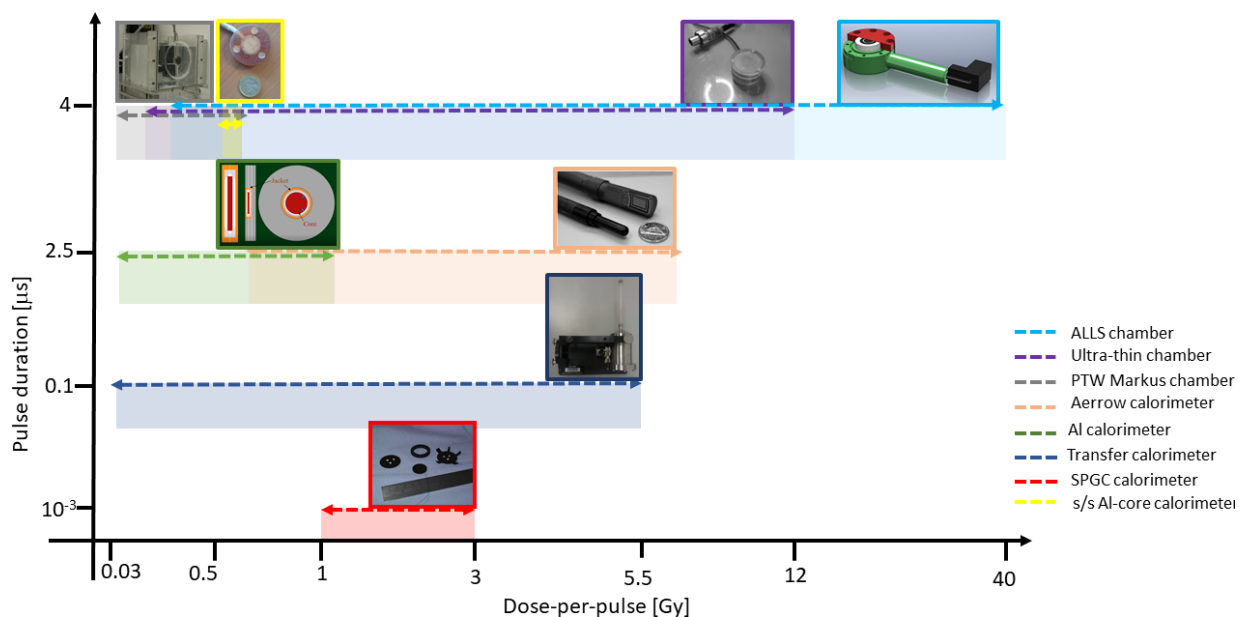 4
Jacket
Core
2.5
Pulse duration [μs]
0.1
10⁻³
0.03
0.5
1
3
5.5
12
40
Dose-per-pulse [Gy]
ALLS chamber
Ultra-thin chamber
PTW Markus chamber
Aerrow calorimeter
Al calorimeter
Transfer calorimeter
SPGC calorimeter
s/s Al-core calorimeter